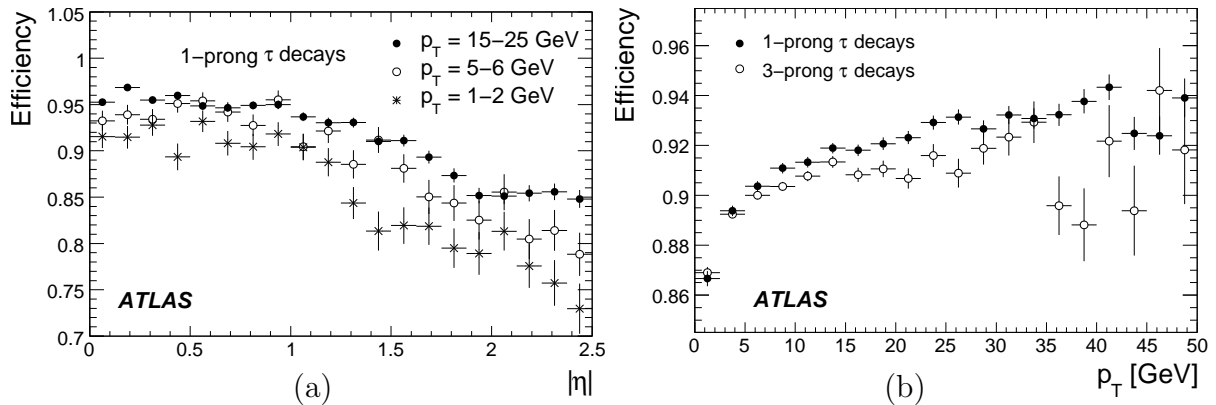 Efficiency
1
0.95
0.9
0.85
0.8
0.75
0.7
1−prong τ decays
p_T = 15−25 GeV
p_T = 5−6 GeV
p_T = 1−2 GeV
ATLAS
0 0.5 1 1.5 2 2.5
|η|
(a)
Efficiency
0.96
0.94
0.92
0.9
0.88
0.86
1−prong τ decays
3−prong τ decays
ATLAS
0 5 10 15 20 25 30 35 40 45 50
p_T [GeV]
(b)